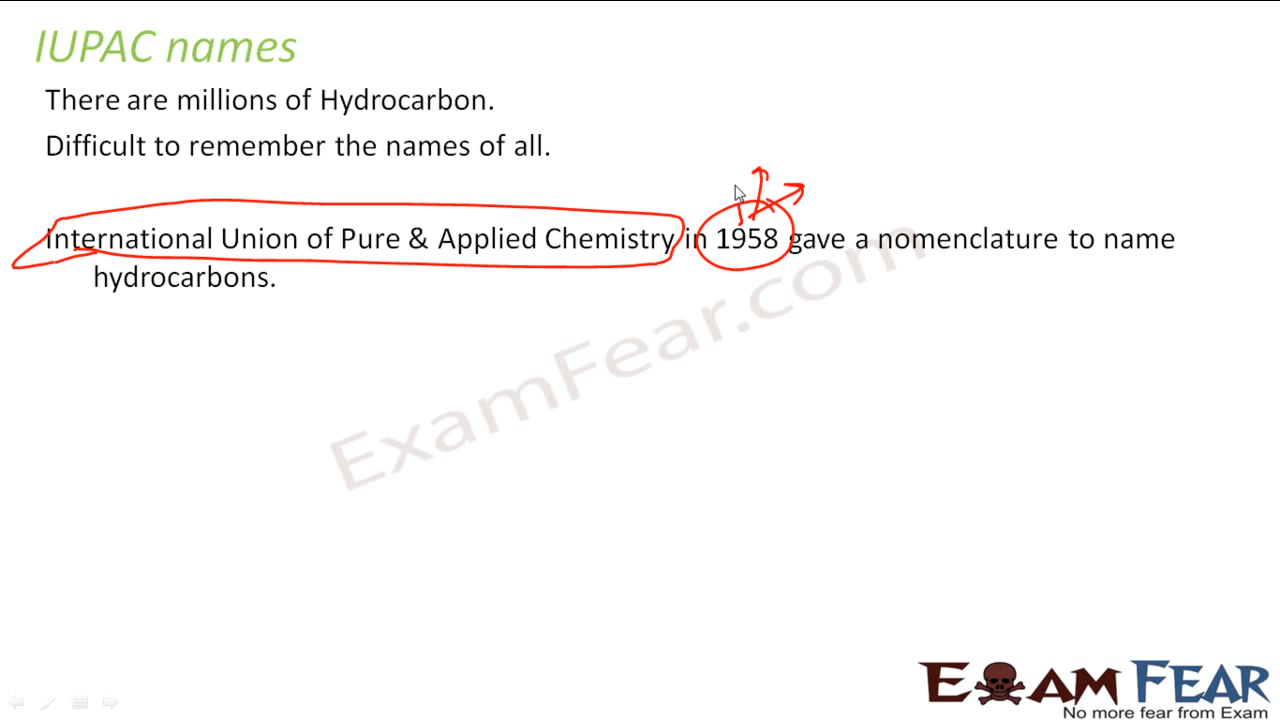 IUPAC names
There are millions of Hydrocarbon.
Difficult to remember the names of all.
International Union of Pure & Applied Chemistry in 1958 gave a nomenclature to name
hydrocarbons.
ExamFear.com
EXAM FEAR
No more fear from Exam